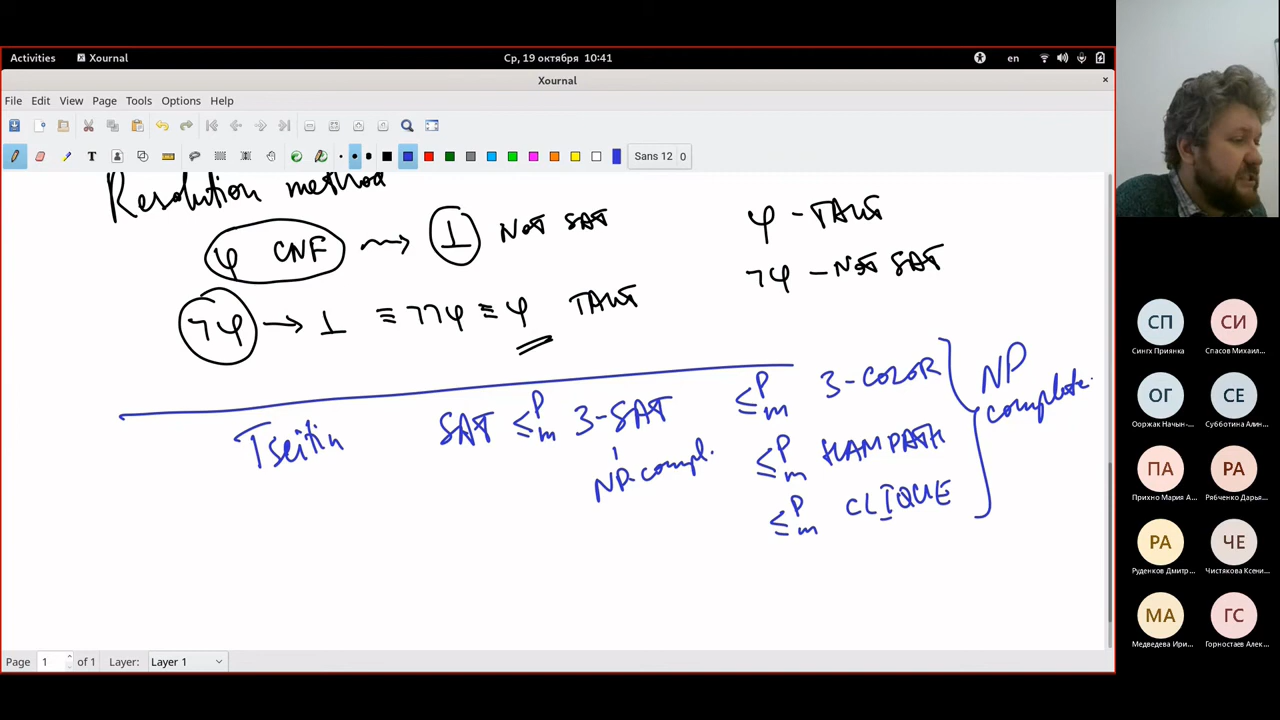 Activities Xournal Ср, 19 октября 10:41 en
Xournal ×
File Edit View Page Tools Options Help
T Sans 12 0
Resolution method
φ CNF ⇝ ⊥ NOT SAT φ - TAUT
¬φ - NOT SAT
¬φ → ⊥ ≡ ¬¬φ ≡ φ TAUT
Tseitin SAT ≤ᴾₘ 3-SAT ≤ᴾₘ 3-COLOR NP complete.
NP-compl. ≤ᴾₘ HAMPATH
≤ᴾₘ CLIQUE
Page 1 of 1 Layer: Layer 1
СП СИ
Сингх Приянка Спасов Михаил...
ОГ СЕ
Ооржак Начын-... Субботина Алин...
ПА РА
Прихно Мария А... Рябченко Дарья...
РА ЧЕ
Руденков Дмитр... Чистякова Ксени...
МА ГС
Медведева Ири... Горностаев Алек...